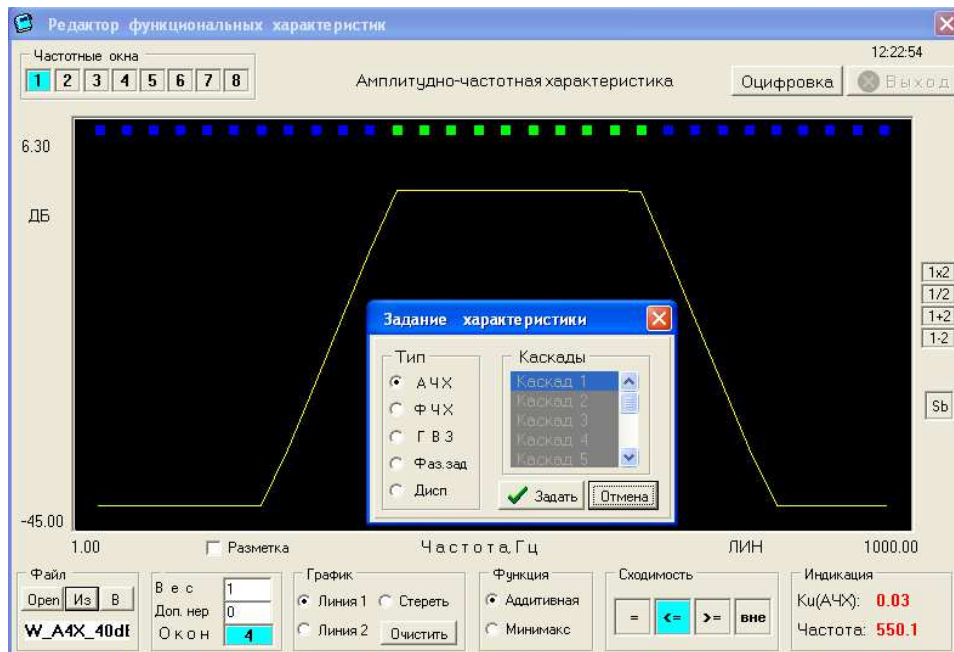 Редактор функциональных характеристик
Частотные окна
1 2 3 4 5 6 7 8
Амплитудно-частотная характеристика
12:22:54
Оцифровка
Выход
6.30
ДБ
-45.00
1x2
1/2
1+2
1-2
Sb
Задание характеристики
Тип
АЧХ
ФЧХ
ГВЗ
Фаз.зад
Дисп
Каскады
Каскад 1
Каскад 2
Каскад 3
Каскад 4
Каскад 5
Задать
Отмена
1.00
Разметка
Частота, Гц
ЛИН
1000.00
Файл
Open Из В
W_A4X_40dB
Вес 1
Доп. нер 0
Окон 4
График
Линия 1 Стереть
Линия 2 Очистить
Функция
Аддитивная
Минимакс
Сходимость
= <= >= вне
Индикация
Ku(АЧХ): 0.03
Частота: 550.1